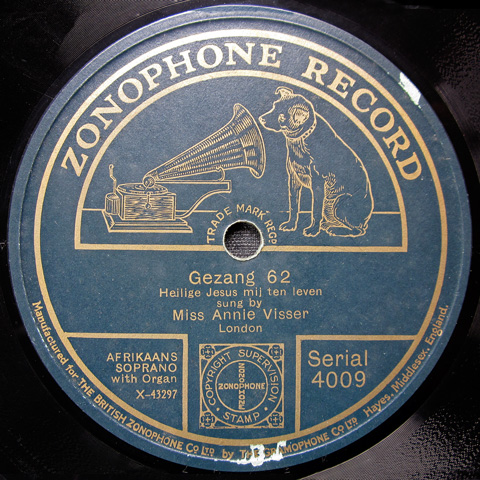 ZONOPHONE RECORD
TRADE MARK REGD.
Gezang 62
Heilige Jesus mij ten leven
sung by
Miss Annie Visser
London
AFRIKAANS
SOPRANO
with Organ
X-43297
COPYRIGHT SUPERVISION
ZONOPHONE
STAMP
Serial
4009
Manufactured for THE BRITISH ZONOPHONE Co LTD by THE GRAMOPHONE Co LTD Hayes, Middlesex, England.